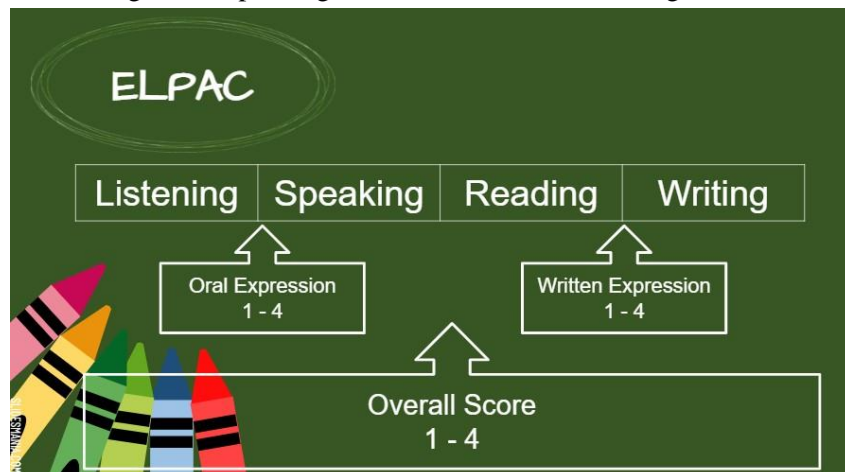 ELPAC
Listening Speaking Reading Writing
Oral Expression
1 - 4
Written Expression
1 - 4
Overall Score
1 - 4